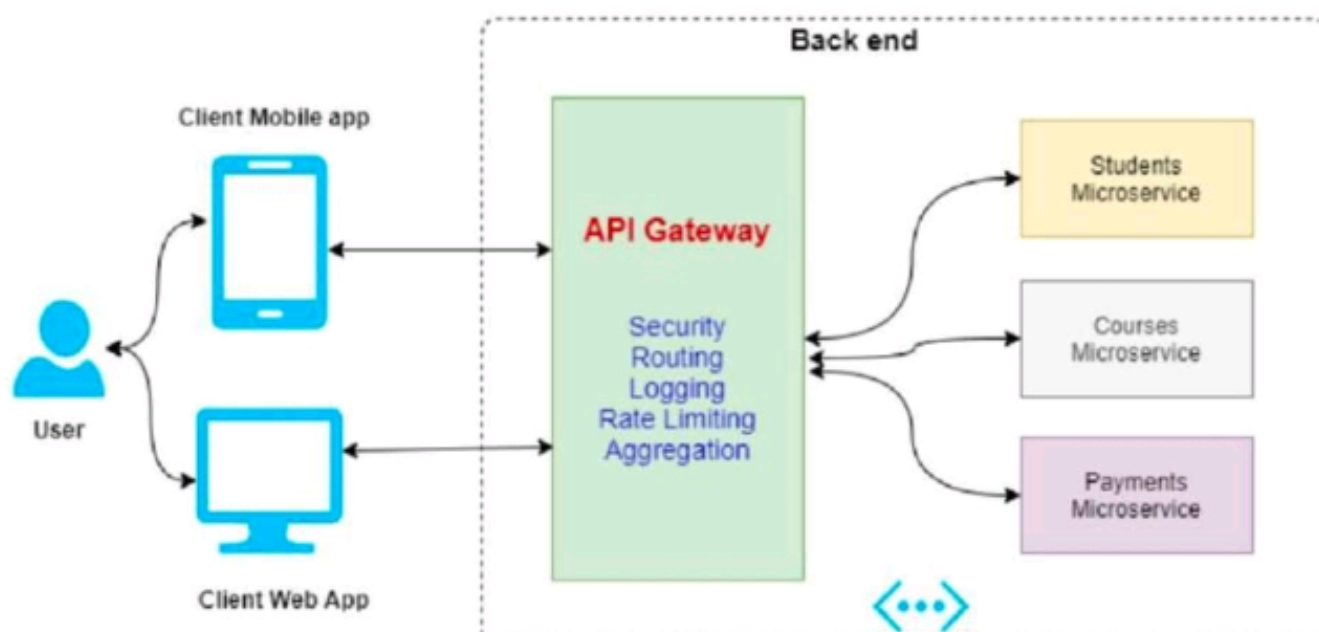 Back end
Client Mobile app
API Gateway
Security
Routing
Logging
Rate Limiting
Aggregation
Students
Microservice
Courses
Microservice
Payments
Microservice
User
Client Web App